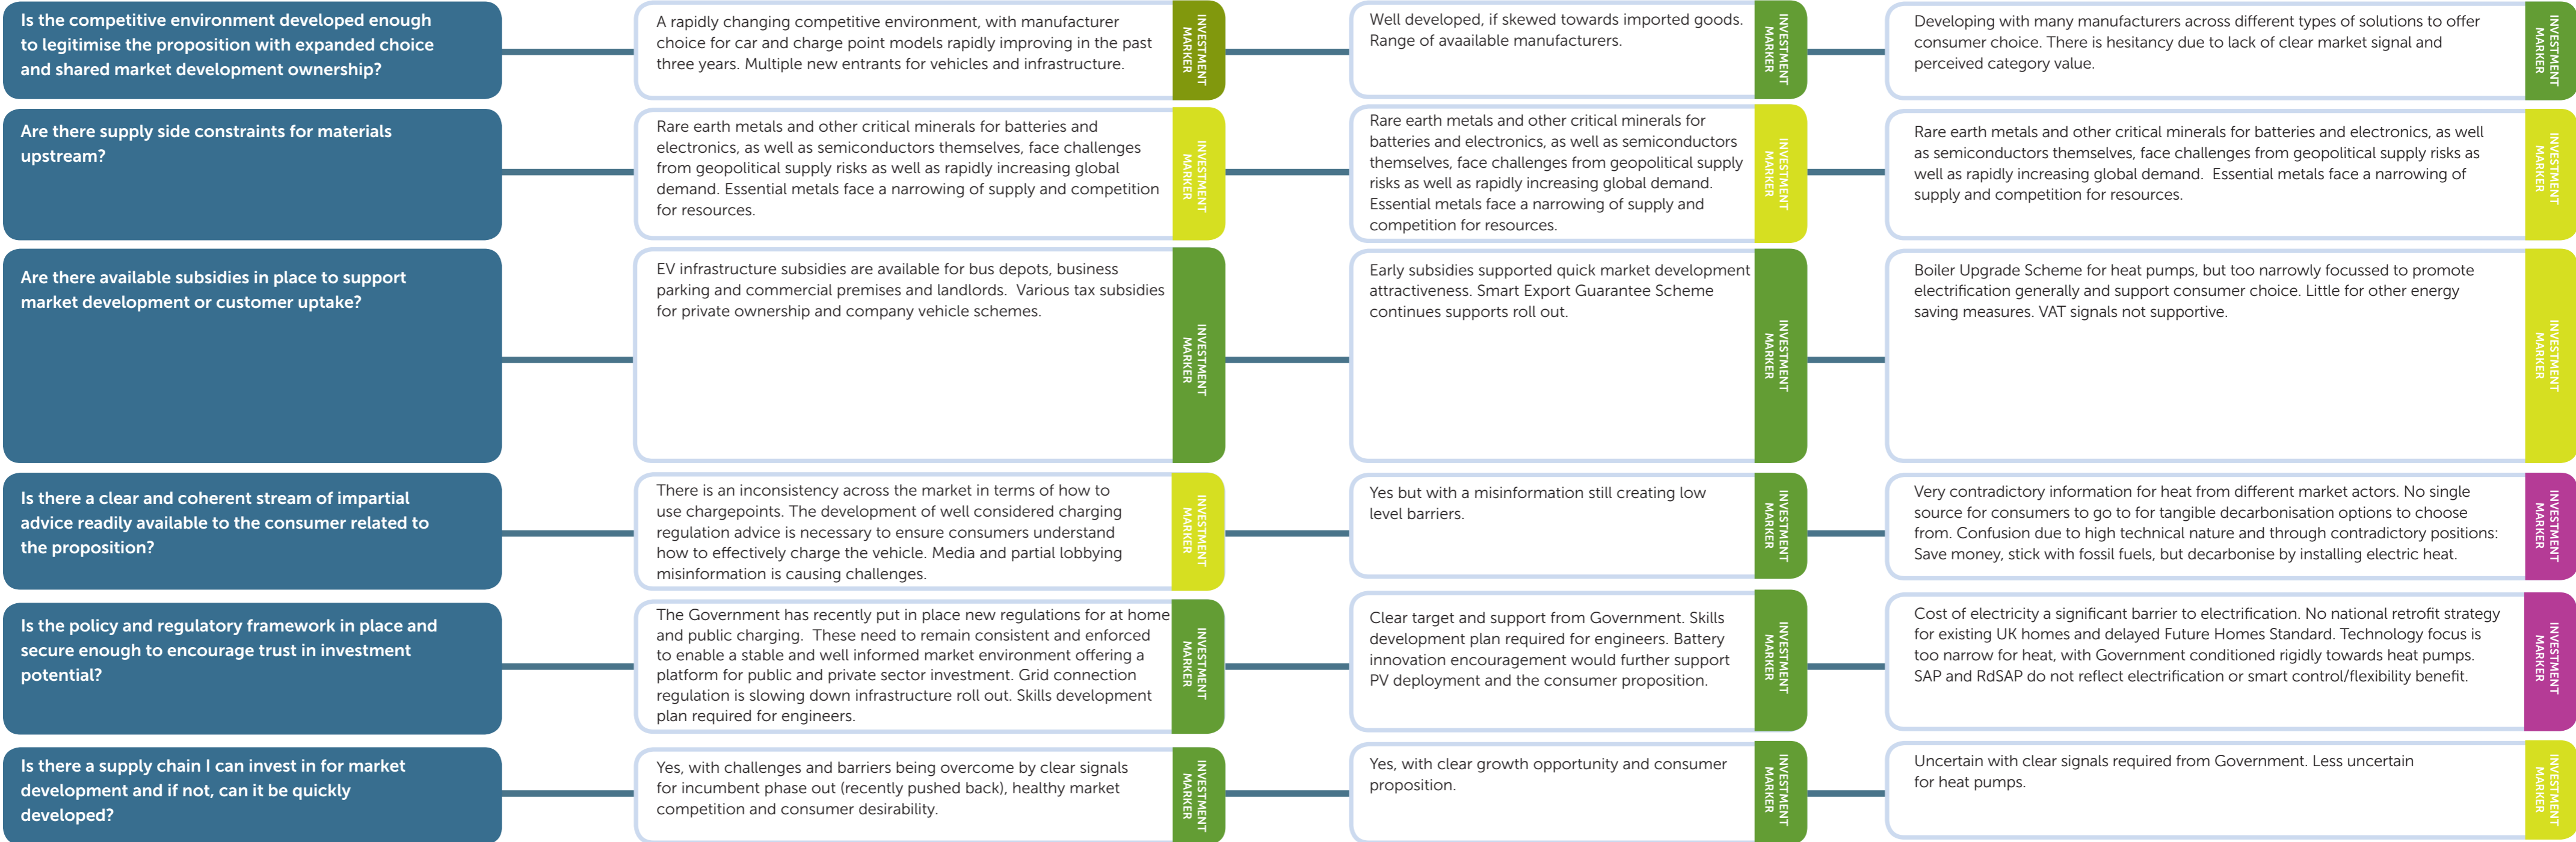 Is the competitive environment developed enough
to legitimise the proposition with expanded choice
and shared market development ownership?
A rapidly changing competitive environment, with manufacturer
choice for car and charge point models rapidly improving in the past
three years. Multiple new entrants for vehicles and infrastructure.
INVESTMENT
MARKER
Well developed, if skewed towards imported goods.
Range of avaailable manufacturers.
INVESTMENT
MARKER
Developing with many manufacturers across different types of solutions to offer
consumer choice. There is hesitancy due to lack of clear market signal and
perceived category value.
INVESTMENT
MARKER
Are there supply side constraints for materials
upstream?
Rare earth metals and other critical minerals for batteries and
electronics, as well as semiconductors themselves, face challenges
from geopolitical supply risks as well as rapidly increasing global
demand. Essential metals face a narrowing of supply and competition
for resources.
INVESTMENT
MARKER
Rare earth metals and other critical minerals for
batteries and electronics, as well as semiconductors
themselves, face challenges from geopolitical supply
risks as well as rapidly increasing global demand.
Essential metals face a narrowing of supply and
competition for resources.
INVESTMENT
MARKER
Rare earth metals and other critical minerals for batteries and electronics, as well
as semiconductors themselves, face challenges from geopolitical supply risks as
well as rapidly increasing global demand.  Essential metals face a narrowing of
supply and competition for resources.
INVESTMENT
MARKER
Are there available subsidies in place to support
market development or customer uptake?
EV infrastructure subsidies are available for bus depots, business
parking and commercial premises and landlords.  Various tax subsidies
for private ownership and company vehicle schemes.
INVESTMENT
MARKER
Early subsidies supported quick market development
attractiveness. Smart Export Guarantee Scheme
continues supports roll out.
INVESTMENT
MARKER
Boiler Upgrade Scheme for heat pumps, but too narrowly focussed to promote
electrification generally and support consumer choice. Little for other energy
saving measures. VAT signals not supportive.
INVESTMENT
MARKER
Is there a clear and coherent stream of impartial
advice readily available to the consumer related to
the proposition?
There is an inconsistency across the market in terms of how to
use chargepoints. The development of well considered charging
regulation advice is necessary to ensure consumers understand
how to effectively charge the vehicle. Media and partial lobbying
misinformation is causing challenges.
INVESTMENT
MARKER
Yes but with a misinformation still creating low
level barriers.
INVESTMENT
MARKER
Very contradictory information for heat from different market actors. No single
source for consumers to go to for tangible decarbonisation options to choose
from. Confusion due to high technical nature and through contradictory positions:
Save money, stick with fossil fuels, but decarbonise by installing electric heat.
INVESTMENT
MARKER
Is the policy and regulatory framework in place and
secure enough to encourage trust in investment
potential?
The Government has recently put in place new regulations for at home
and public charging.  These need to remain consistent and enforced
to enable a stable and well informed market environment offering a
platform for public and private sector investment. Grid connection
regulation is slowing down infrastructure roll out. Skills development
plan required for engineers.
INVESTMENT
MARKER
Clear target and support from Government. Skills
development plan required for engineers. Battery
innovation encouragement would further support
PV deployment and the consumer proposition.
INVESTMENT
MARKER
Cost of electricity a significant barrier to electrification. No national retrofit strategy
for existing UK homes and delayed Future Homes Standard. Technology focus is
too narrow for heat, with Government conditioned rigidly towards heat pumps.
SAP and RdSAP do not reflect electrification or smart control/flexibility benefit.
INVESTMENT
MARKER
Is there a supply chain I can invest in for market
development and if not, can it be quickly
developed?
Yes, with challenges and barriers being overcome by clear signals
for incumbent phase out (recently pushed back), healthy market
competition and consumer desirability.
INVESTMENT
MARKER
Yes, with clear growth opportunity and consumer
proposition.
INVESTMENT
MARKER
Uncertain with clear signals required from Government. Less uncertain
for heat pumps.
INVESTMENT
MARKER